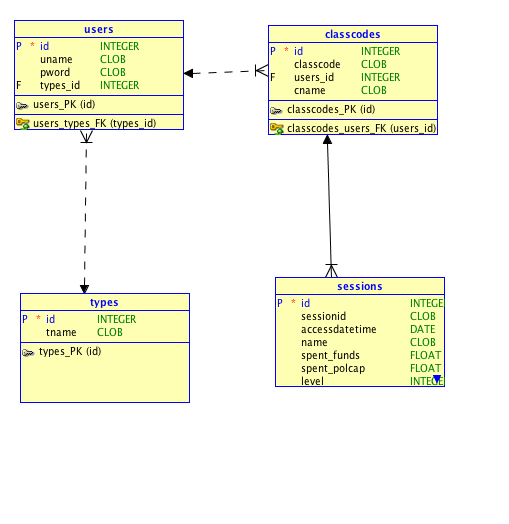 users
P * id INTEGER
uname CLOB
pword CLOB
F types_id INTEGER
users_PK (id)
users_types_FK (types_id)
classcodes
P * id INTEGER
classcode CLOB
F users_id INTEGER
cname CLOB
classcodes_PK (id)
classcodes_users_FK (users_id)
types
P * id INTEGER
tname CLOB
types_PK (id)
sessions
P * id INTEGE
sessionid CLOB
accessdatetime DATE
name CLOB
spent_funds FLOAT
spent_polcap FLOAT
level INTEGE